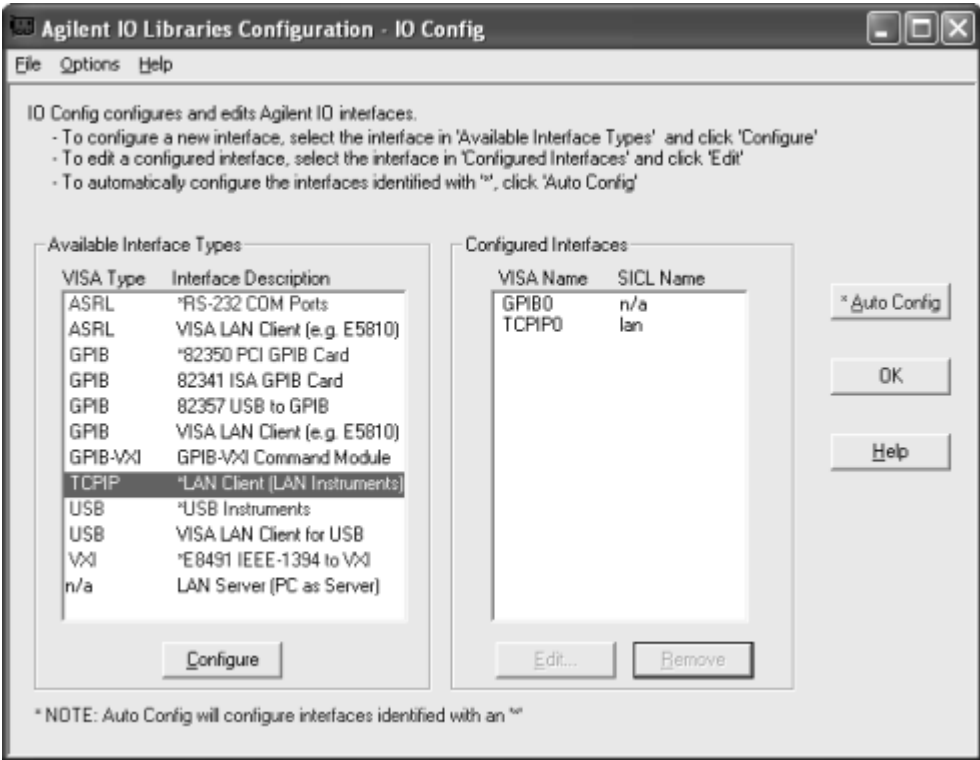 Agilent IO Libraries Configuration - IO Config
File Options Help
IO Config configures and edits Agilent IO interfaces.
- To configure a new interface, select the interface in 'Available Interface Types' and click 'Configure'
- To edit a configured interface, select the interface in 'Configured Interfaces' and click 'Edit'
- To automatically configure the interfaces identified with '*', click 'Auto Config'
Available Interface Types
VISA Type Interface Description
ASRL *RS-232 COM Ports
ASRL VISA LAN Client (e.g. E5810)
GPIB *82350 PCI GPIB Card
GPIB 82341 ISA GPIB Card
GPIB 82357 USB to GPIB
GPIB VISA LAN Client (e.g. E5810)
GPIB-VXI GPIB-VXI Command Module
TCPIP *LAN Client (LAN Instruments)
USB *USB Instruments
USB VISA LAN Client for USB
VXI *E8491 IEEE-1394 to VXI
n/a LAN Server (PC as Server)
Configure
Configured Interfaces
VISA Name SICL Name
GPIB0 n/a
TCPIP0 lan
Edit... Remove
* Auto Config
OK
Help
* NOTE: Auto Config will configure interfaces identified with an '*'